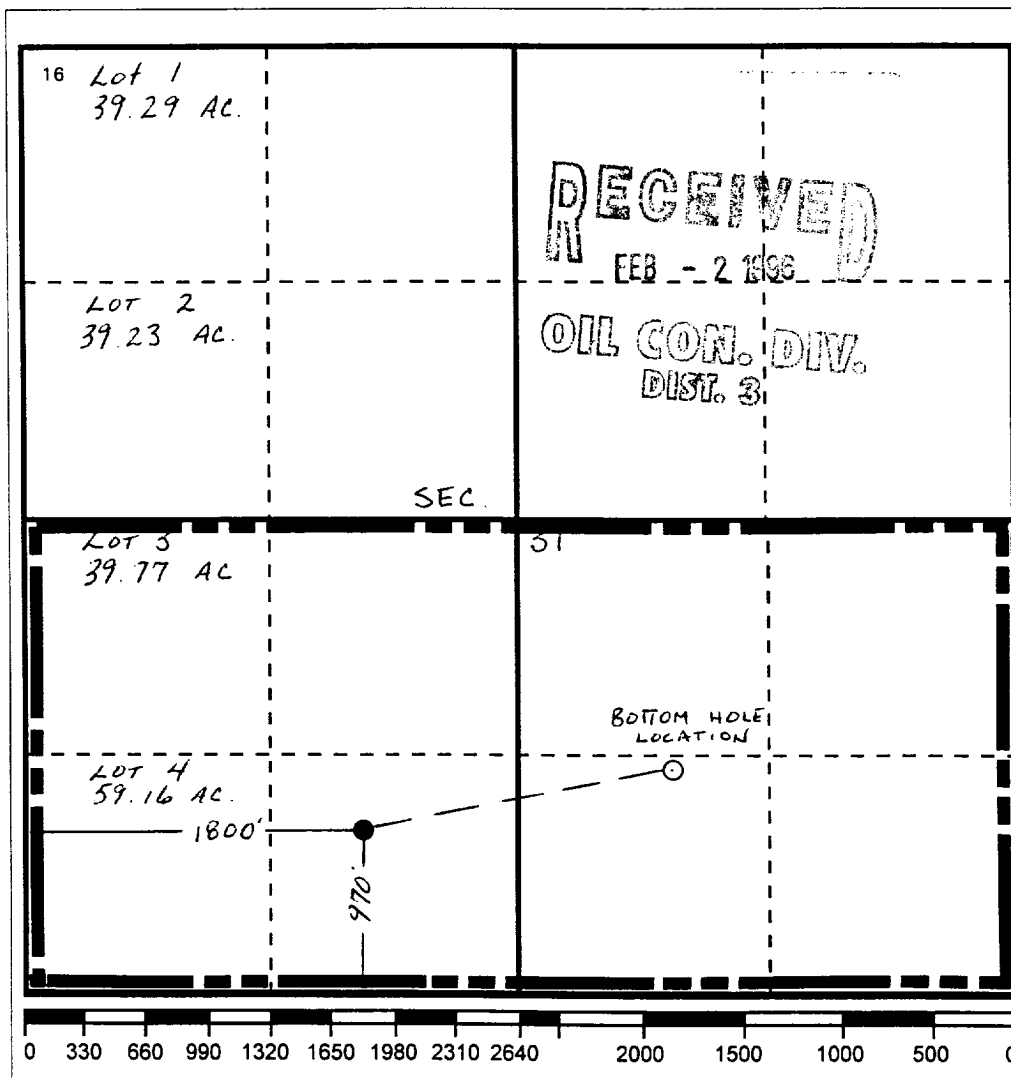 16 Lot 1
39.29 AC.
RECEIVED
FEB - 2 1996
OIL CON. DIV.
DIST. 3
LOT 2
39.23 AC.
SEC.
31
LOT 3
39.77 AC
BOTTOM HOLE
LOCATION
LOT 4
59.16 AC.
1800'
970'
0 330 660 990 1320 1650 1980 2310 2640 2000 1500 1000 500 0